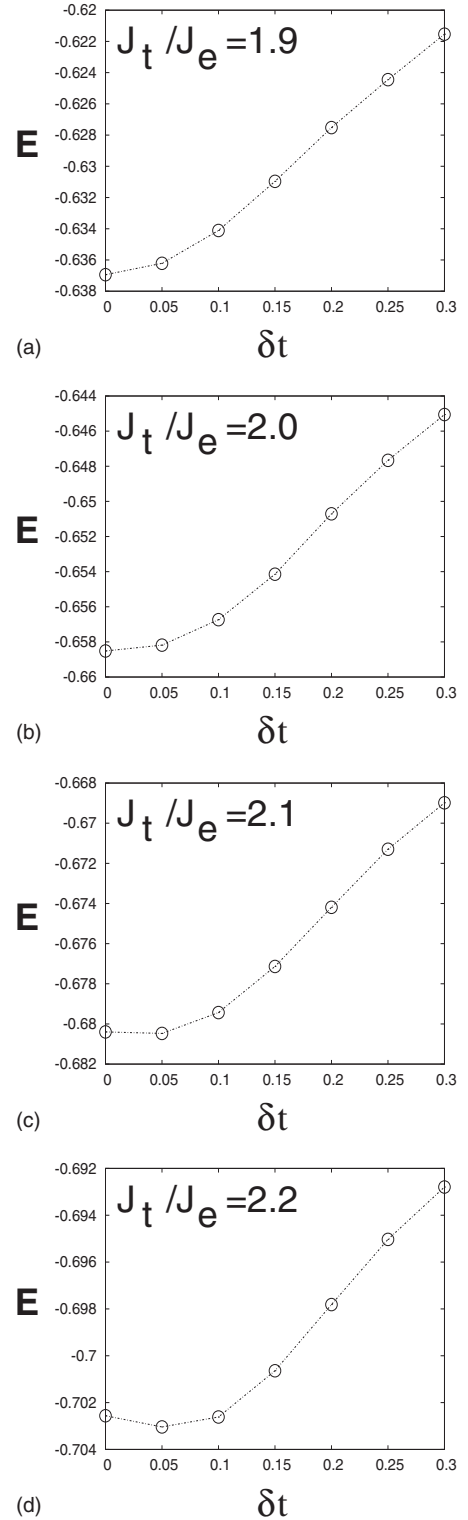 -0.62
-0.622
-0.624
-0.626
-0.628
-0.63
-0.632
-0.634
-0.636
-0.638
E
J_t /J_e =1.9
0 0.05 0.1 0.15 0.2 0.25 0.3
(a) δt
-0.644
-0.646
-0.648
-0.65
-0.652
-0.654
-0.656
-0.658
-0.66
E
J_t /J_e =2.0
0 0.05 0.1 0.15 0.2 0.25 0.3
(b) δt
-0.668
-0.67
-0.672
-0.674
-0.676
-0.678
-0.68
-0.682
E
J_t /J_e =2.1
0 0.05 0.1 0.15 0.2 0.25 0.3
(c) δt
-0.692
-0.694
-0.696
-0.698
-0.7
-0.702
-0.704
E
J_t /J_e =2.2
0 0.05 0.1 0.15 0.2 0.25 0.3
(d) δt